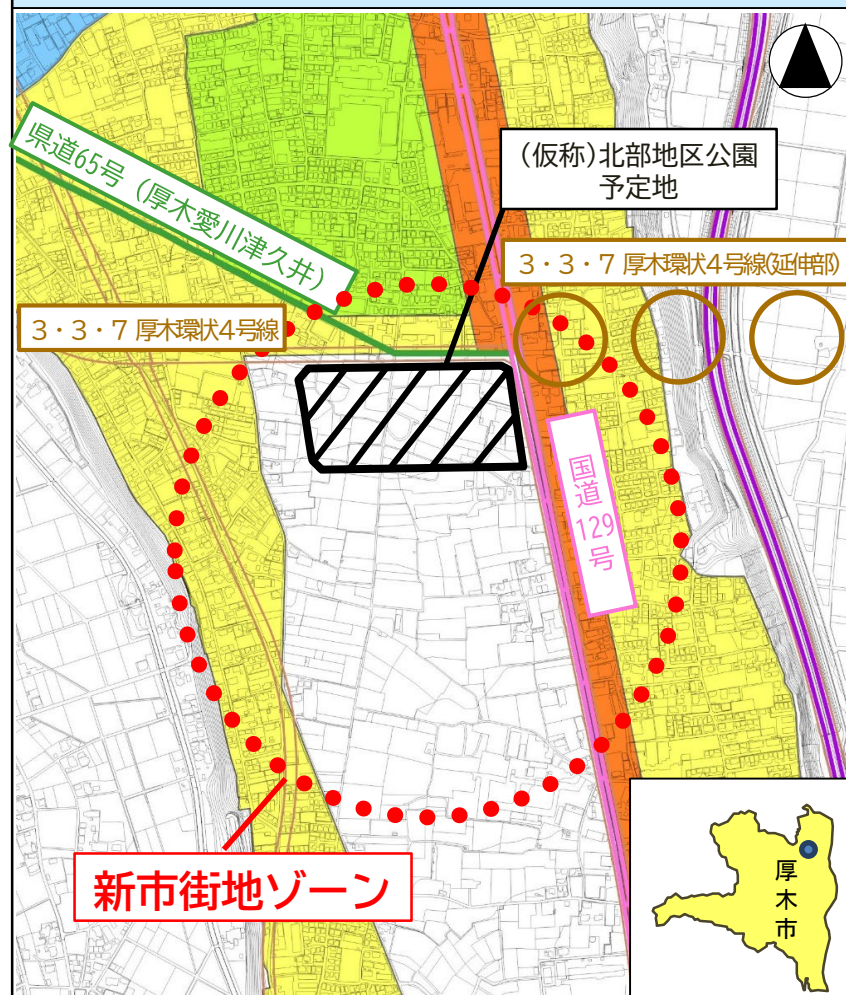 (仮称)北部地区公園
予定地
県道65号(厚木愛川津久井)
3・3・7 厚木環状4号線(延伸部)
3・3・7 厚木環状4号線
国道
129
号
新市街地ゾーン
厚
木
市